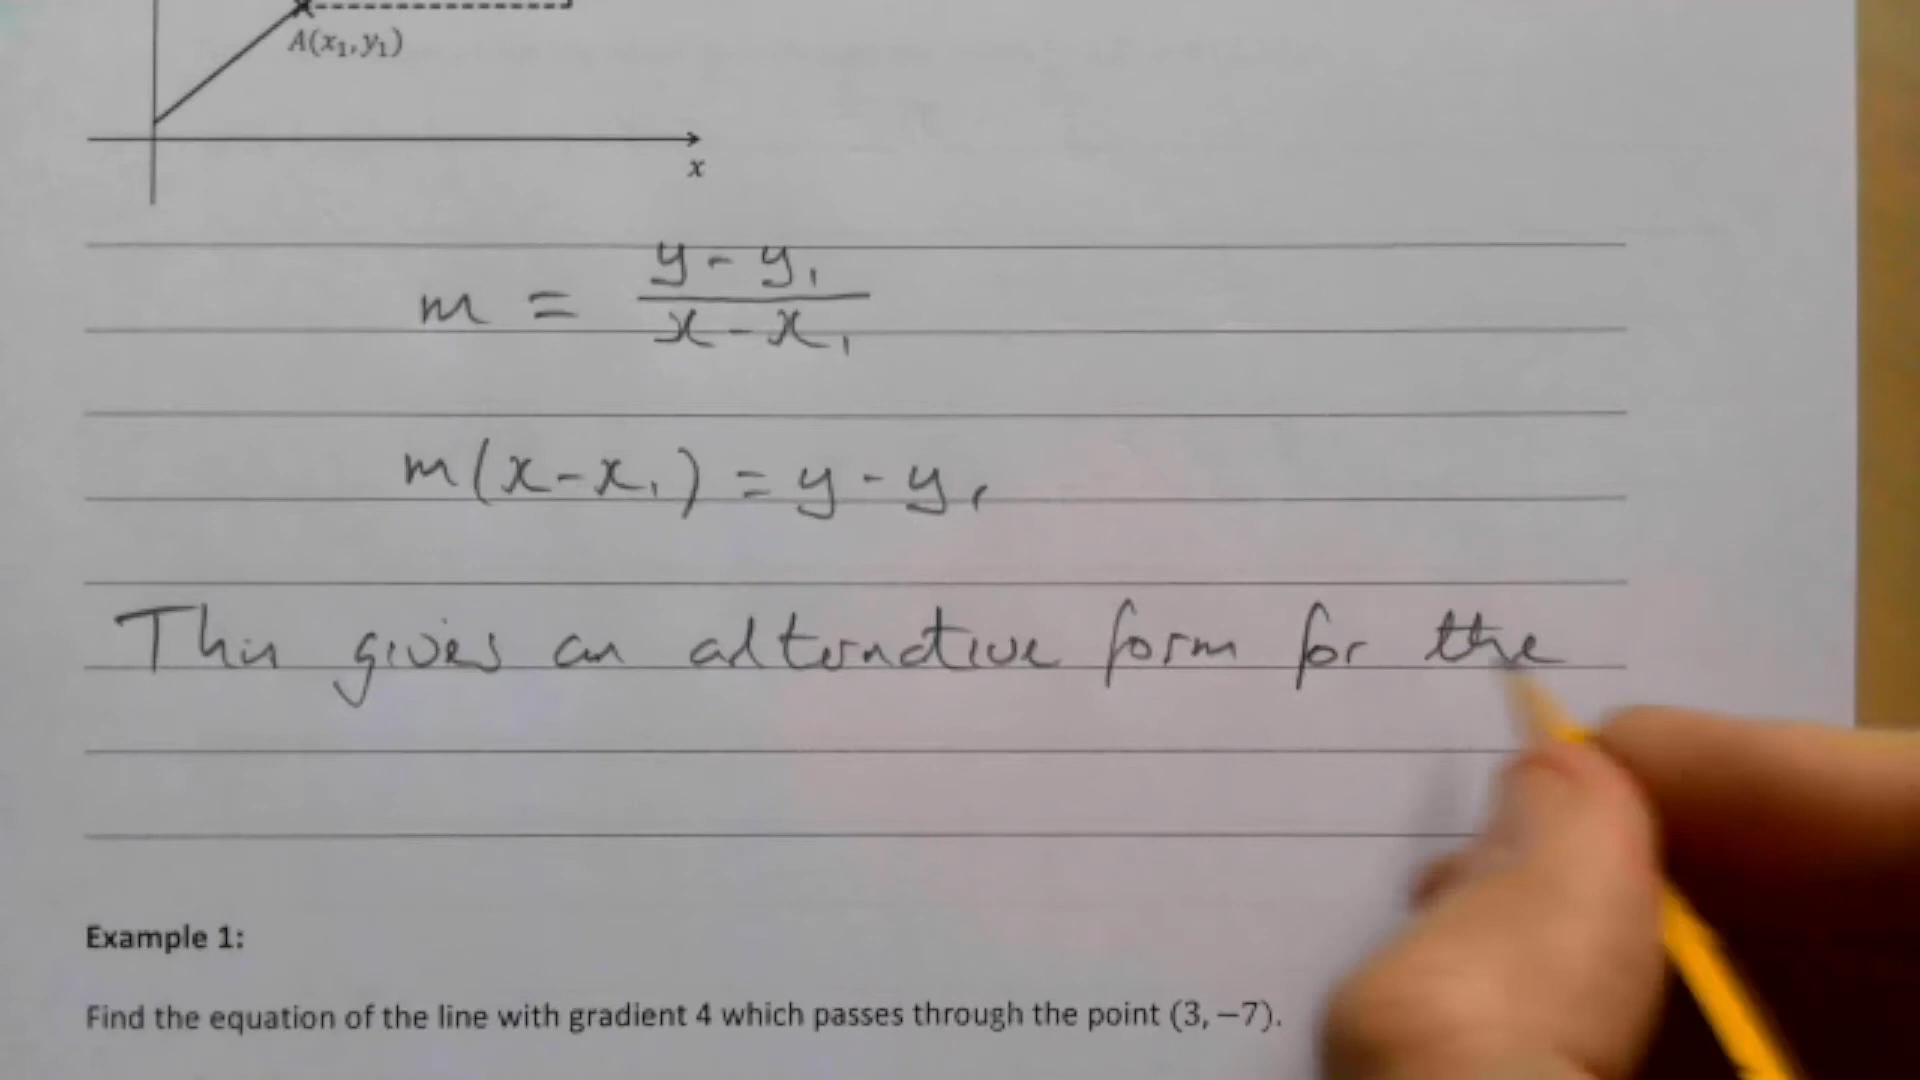 A(x₁, y₁)
x
m = (y - y₁)/(x - x₁)
m(x - x₁) = y - y₁
This gives an alternative form for the
Example 1:
Find the equation of the line with gradient 4 which passes through the point (3, −7).